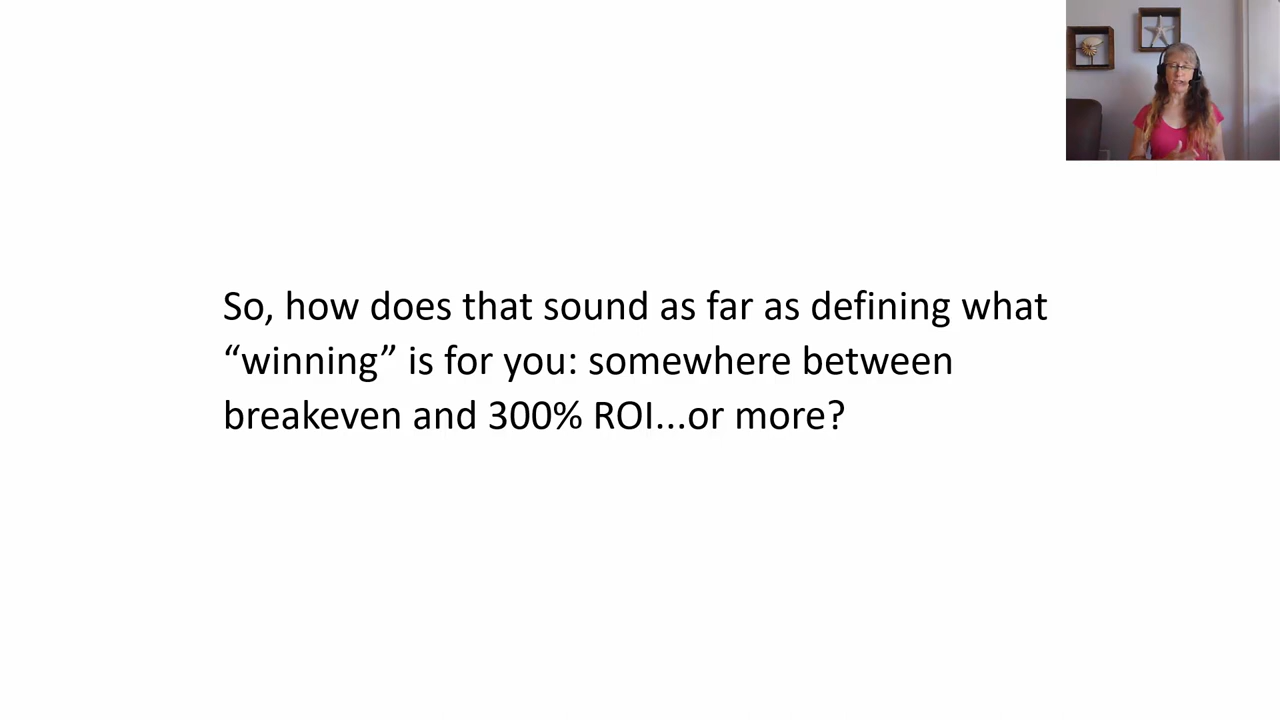 So, how does that sound as far as defining what
“winning” is for you: somewhere between
breakeven and 300% ROI...or more?